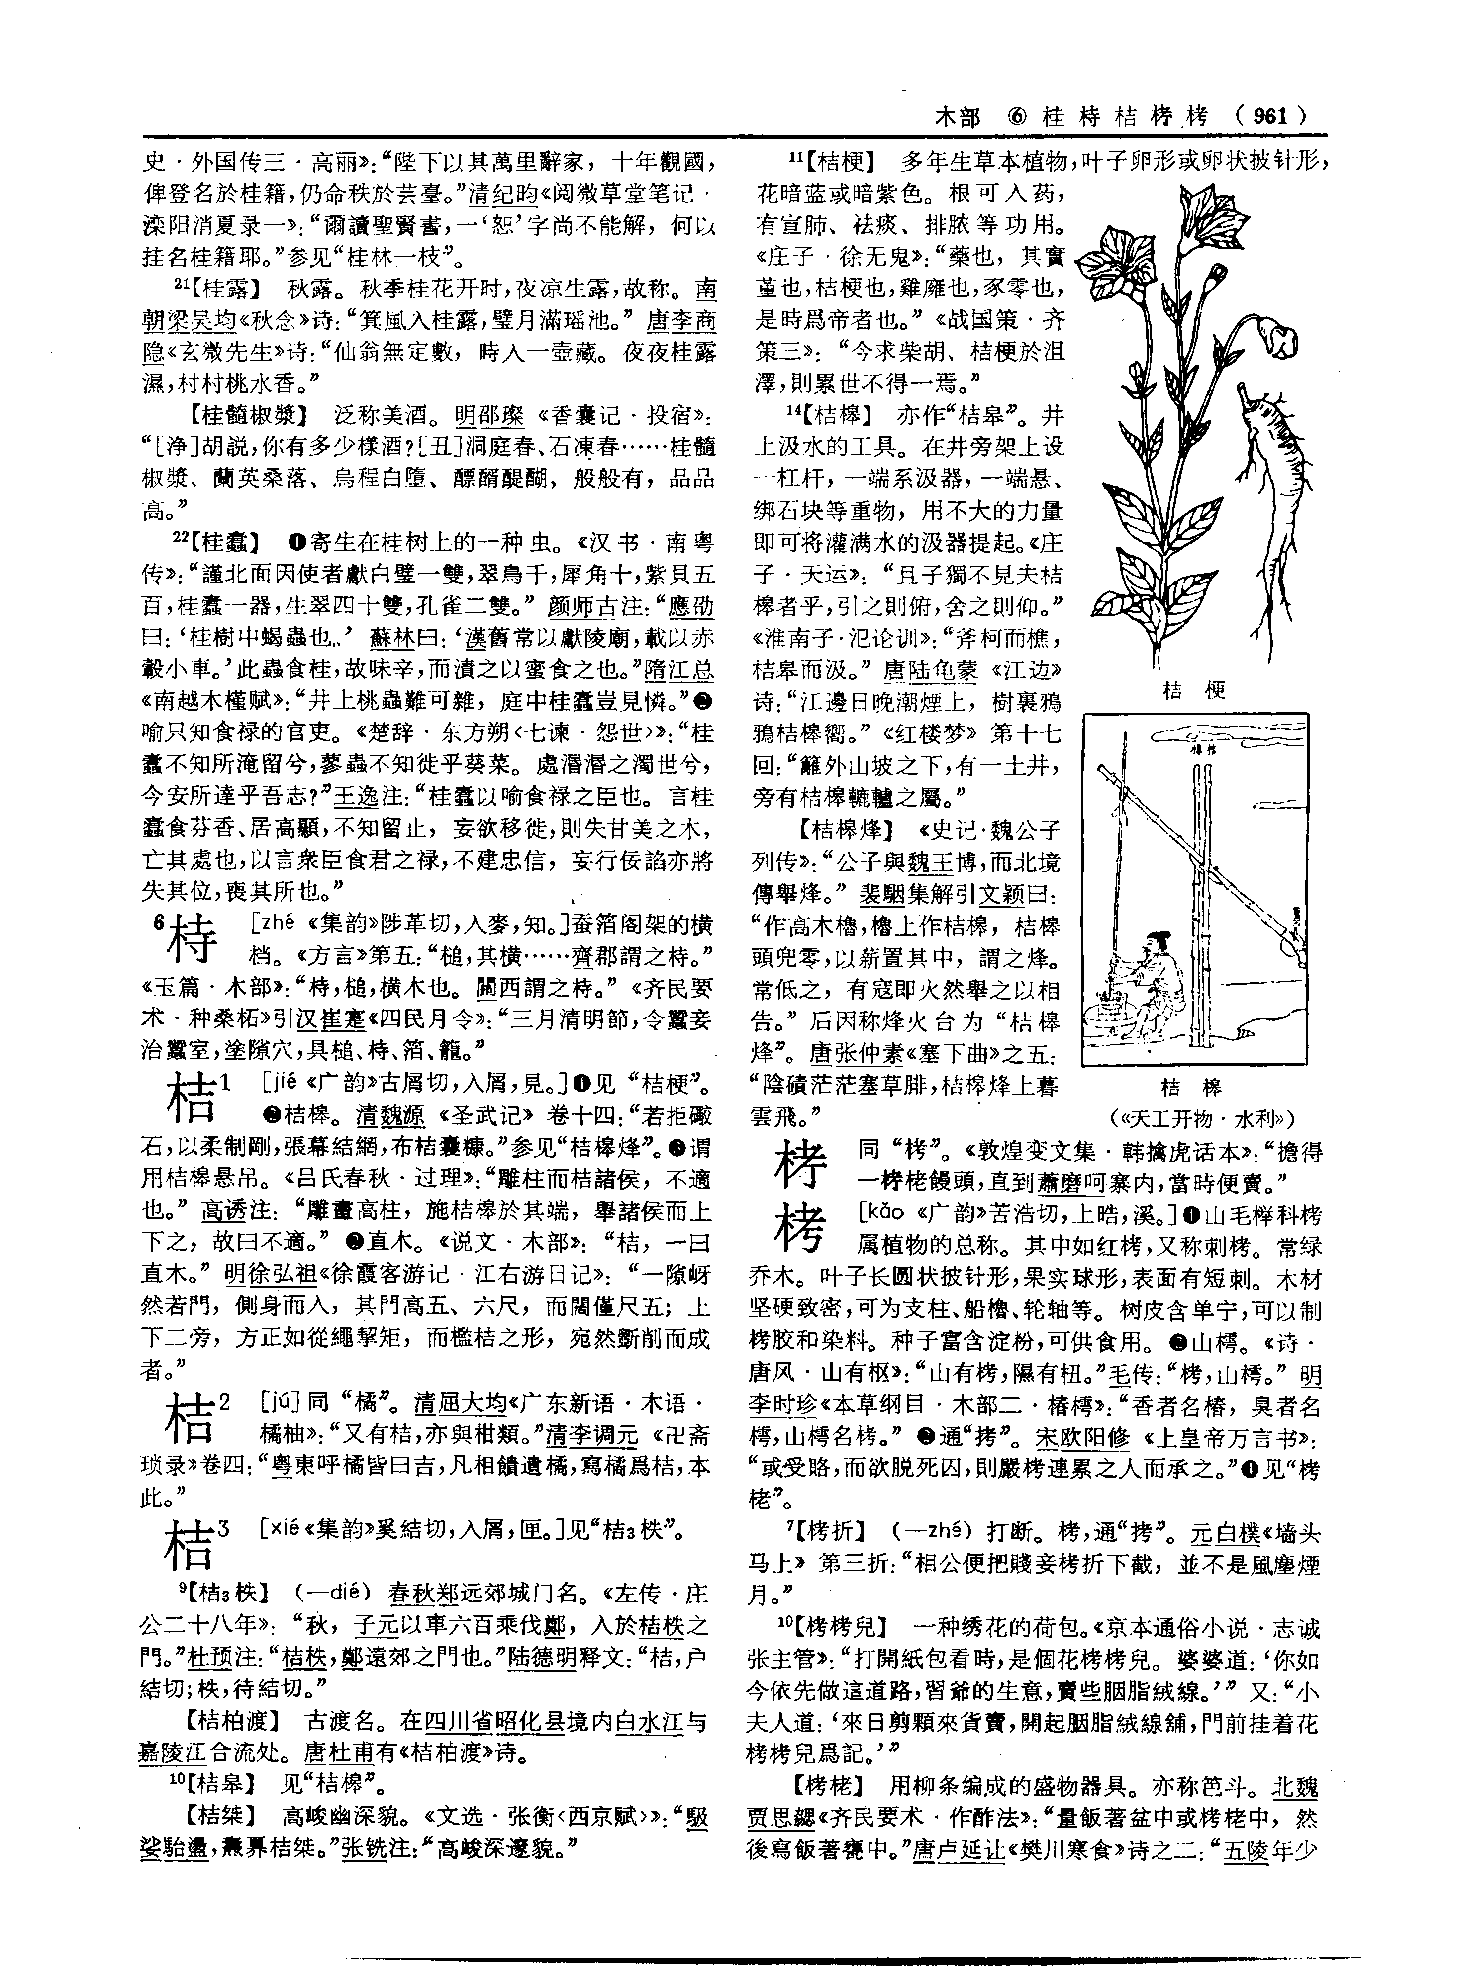 木部 ⑥ 桂 栫 桔 㭓 栲 （961）
史·外国传三·高丽》：“陛下以其萬里辭家，十年觀國，
俾登名於桂籍，仍命秩於芸臺。”清纪昀《阅微草堂笔记·
滦阳消夏录一》：“爾讀聖賢書，一‘恕’字尚不能解，何以
挂名桂籍耶。”参见“桂林一枝”。
21【桂露】 秋露。秋季桂花开时，夜凉生露，故称。南
朝梁吴均《秋念》诗：“箕風入桂露，璧月滿瑶池。”唐李商
隐《玄微先生》诗：“仙翁無定數，時入一壺藏。夜夜桂露
濕，村村桃水香。”
【桂髓椒漿】 泛称美酒。明邵璨《香囊记·投宿》：
“[净]胡説，你有多少樣酒？[丑]洞庭春、石凍春……桂髓
椒漿、蘭英桑落、烏程白墮、醥醑醍醐，般般有，品品
高。”
22【桂蠹】 ❶寄生在桂树上的一种虫。《汉书·南粤
传》：“謹北面因使者獻白璧一雙，翠鳥千，犀角十，紫貝五
百，桂蠹一器，生翠四十雙，孔雀二雙。”颜师古注：“應劭
曰：‘桂樹中蝎蟲也。’蘇林曰：‘漢舊常以獻陵廟，載以赤
轂小車。’此蟲食桂，故味辛，而漬之以蜜食之也。”隋江总
《南越木槿赋》：“井上桃蟲難可雜，庭中桂蠹豈見憐。”❷
喻只知食禄的官吏。《楚辞·东方朔〈七谏·怨世〉》：“桂
蠹不知所淹留兮，蓼蟲不知徙乎葵菜。處湣湣之濁世兮，
今安所達乎吾志？”王逸注：“桂蠹以喻食禄之臣也。言桂
蠹食芬香、居高顯，不知留止，妄欲移徙，則失甘美之木，
亡其處也，以言衆臣食君之禄，不建忠信，妄行佞諂亦將
失其位，喪其所也。”
6 [zhé《集韵》陟革切，入麥，知。]蚕箔阁架的横
档。《方言》第五：“槌，其横……齊郡謂之㭙。”
《玉篇·木部》：“㭙，槌，横木也。關西謂之㭙。”《齐民要
术·种桑柘》引汉崔寔《四民月令》：“三月清明節，令蠶妾
治蠶室，塗隙穴，具槌、㭙、箔、籠。”
桔1 [jié《广韵》古屑切，入屑，見。]❶见“桔梗”。
❷桔槔。清魏源《圣武记》卷十四：“若拒礮
石，以柔制剛，張幕結網，布桔囊糠。”参见“桔槔烽”。❸谓
用桔槔悬吊。《吕氏春秋·过理》：“雕柱而桔諸侯，不適
也。”高诱注：“雕畫高柱，施桔槔於其端，舉諸侯而上
下之，故曰不適。”❹直木。《说文·木部》：“桔，一曰
直木。”明徐弘祖《徐霞客游记·江右游日记》：“一隙岈
然若門，側身而入，其門高五、六尺，而闊僅尺五；上
下二旁，方正如從繩挈矩，而檻桔之形，宛然斲削而成
者。”
桔2 [jú]同“橘”。清屈大均《广东新语·木语·
橘柚》：“又有桔，亦與柑類。”清李调元《卍斋
琐录》卷四：“粤東呼橘皆曰吉，凡相饋遺橘，寫橘爲桔，本
此。”
桔3 [xié《集韵》奚結切，入屑，匣。]见“桔3柣”。
9【桔3柣】（—dié）春秋郑远郊城门名。《左传·庄
公二十八年》：“秋，子元以車六百乘伐鄭，入於桔柣之
門。”杜预注：“桔柣，鄭遠郊之門也。”陆德明释文：“桔，户
結切；柣，待結切。”
【桔柏渡】 古渡名。在四川省昭化县境内白水江与
嘉陵江合流处。唐杜甫有《桔柏渡》诗。
10【桔皋】 见“桔槔”。
【桔桀】 高峻幽深貌。《文选·张衡〈西京赋〉》：“馺
娑駘盪，燾奡桔桀。”张铣注：“高峻深邃貌。”
11【桔梗】 多年生草本植物，叶子卵形或卵状披针形，
花暗蓝或暗紫色。根可入药，
有宣肺、祛痰、排脓等功用。
《庄子·徐无鬼》：“藥也，其實
堇也，桔梗也，雞廱也，豕零也，
是時爲帝者也。”《战国策·齐
策三》：“今求柴胡、桔梗於沮
澤，則累世不得一焉。”
14【桔槔】 亦作“桔皋”。井
上汲水的工具。在井旁架上设
一杠杆，一端系汲器，一端悬、
绑石块等重物，用不大的力量
即可将灌满水的汲器提起。《庄
子·天运》：“且子獨不見夫桔
槔者乎，引之則俯，舍之則仰。”
《淮南子·氾论训》：“斧柯而樵，
桔皋而汲。”唐陆龟蒙《江边》
诗：“江邊日晚潮煙上，樹裏鴉
鴉桔槔響。”《红楼梦》第十七
回：“籬外山坡之下，有一土井，
旁有桔槔轆轤之屬。”
【桔槔烽】《史记·魏公子
列传》：“公子與魏王博，而北境
傳舉烽。”裴駰集解引文颖曰：
“作高木櫓，櫓上作桔槔，桔槔
頭兜零，以薪置其中，謂之烽。
常低之，有寇即火然舉之以相
告。”后因称烽火台为“桔槔
烽”。唐张仲素《塞下曲》之五：
“陰磧茫茫塞草腓，桔槔烽上暮
雲飛。”
桔 梗
桔 槔
（《天工开物·水利》）
㭓 同“栲”。《敦煌变文集·韩擒虎话本》：“擔得
一㭓栳饅頭，直到蕭磨呵寨内，當時便賣。”
栲 [kǎo《广韵》苦浩切，上晧，溪。]❶山毛榉科栲
属植物的总称。其中如红栲，又称刺栲。常绿
乔木。叶子长圆状披针形，果实球形，表面有短刺。木材
坚硬致密，可为支柱、船橹、轮轴等。树皮含单宁，可以制
栲胶和染料。种子富含淀粉，可供食用。❷山樗。《诗·
唐风·山有枢》：“山有栲，隰有杻。”毛传：“栲，山樗。”明
李时珍《本草纲目·木部二·椿樗》：“香者名椿，臭者名
樗，山樗名栲。”❸通“拷”。宋欧阳修《上皇帝万言书》：
“或受賂，而欲脱死囚，則嚴栲連累之人而承之。”❹见“栲
栳”。
7【栲折】（—zhé）打断。栲，通“拷”。元白樸《墙头
马上》第三折：“相公便把賤妾栲折下截，並不是風塵煙
月。”
10【栲栲兒】 一种绣花的荷包。《京本通俗小说·志诚
张主管》：“打開紙包看時，是個花栲栲兒。婆婆道：‘你如
今依先做這道路，習爺的生意，賣些胭脂絨線。’”又：“小
夫人道：‘來日剪顆來貨賣，開起胭脂絨線舖，門前挂着花
栲栲兒爲記。’”
【栲栳】 用柳条编成的盛物器具。亦称笆斗。北魏
贾思勰《齐民要术·作酢法》：“量飯著盆中或栲栳中，然
後寫飯著甕中。”唐卢延让《樊川寒食》诗之二：“五陵年少